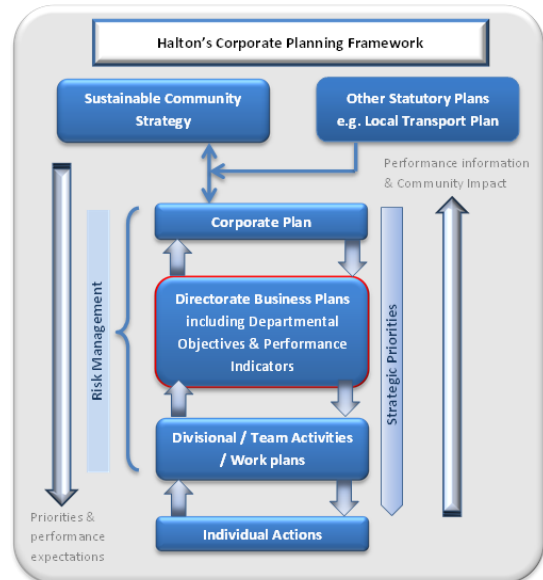 Halton's Corporate Planning Framework
Sustainable Community
Strategy
Other Statutory Plans
e.g. Local Transport Plan
Performance information
& Community Impact
Corporate Plan
Directorate Business Plans
including Departmental
Objectives & Performance
Indicators
Risk Management
Strategic Priorities
Divisional / Team Activities
/ Work plans
Priorities &
performance
expectations
Individual Actions